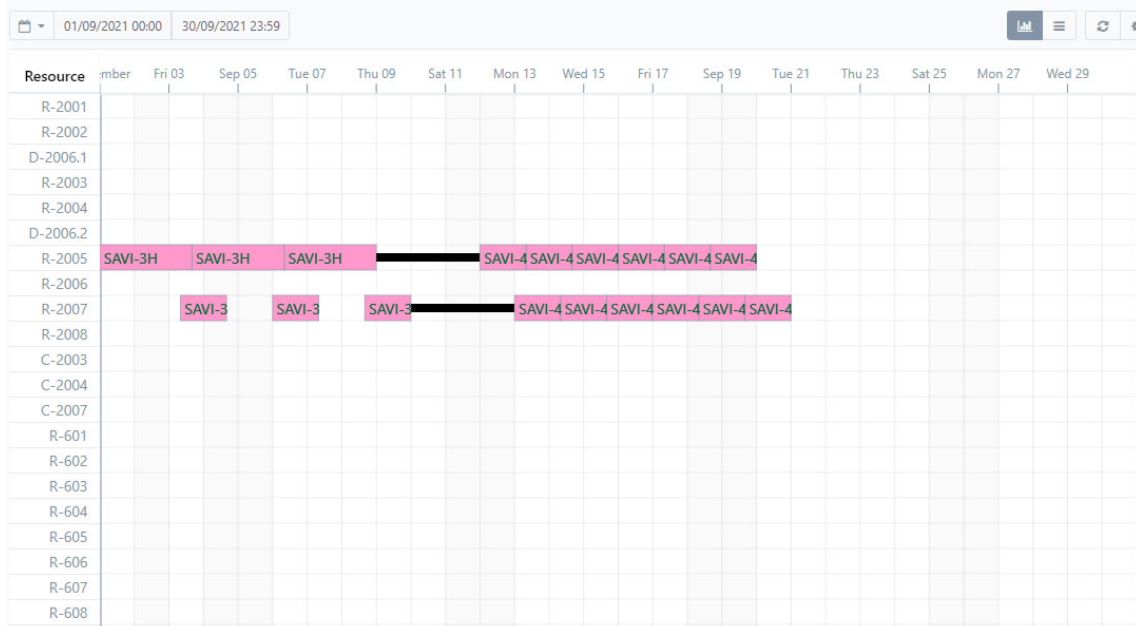 01/09/2021 00:00 30/09/2021 23:59
Resource mber Fri 03 Sep 05 Tue 07 Thu 09 Sat 11 Mon 13 Wed 15 Fri 17 Sep 19 Tue 21 Thu 23 Sat 25 Mon 27 Wed 29
R-2001
R-2002
D-2006.1
R-2003
R-2004
D-2006.2
R-2005 SAVI-3H SAVI-3H SAVI-3H SAVI-4 SAVI-4 SAVI-4 SAVI-4 SAVI-4 SAVI-4
R-2006
R-2007 SAVI-3 SAVI-3 SAVI-3 SAVI-4 SAVI-4 SAVI-4 SAVI-4 SAVI-4 SAVI-4
R-2008
C-2003
C-2004
C-2007
R-601
R-602
R-603
R-604
R-605
R-606
R-607
R-608